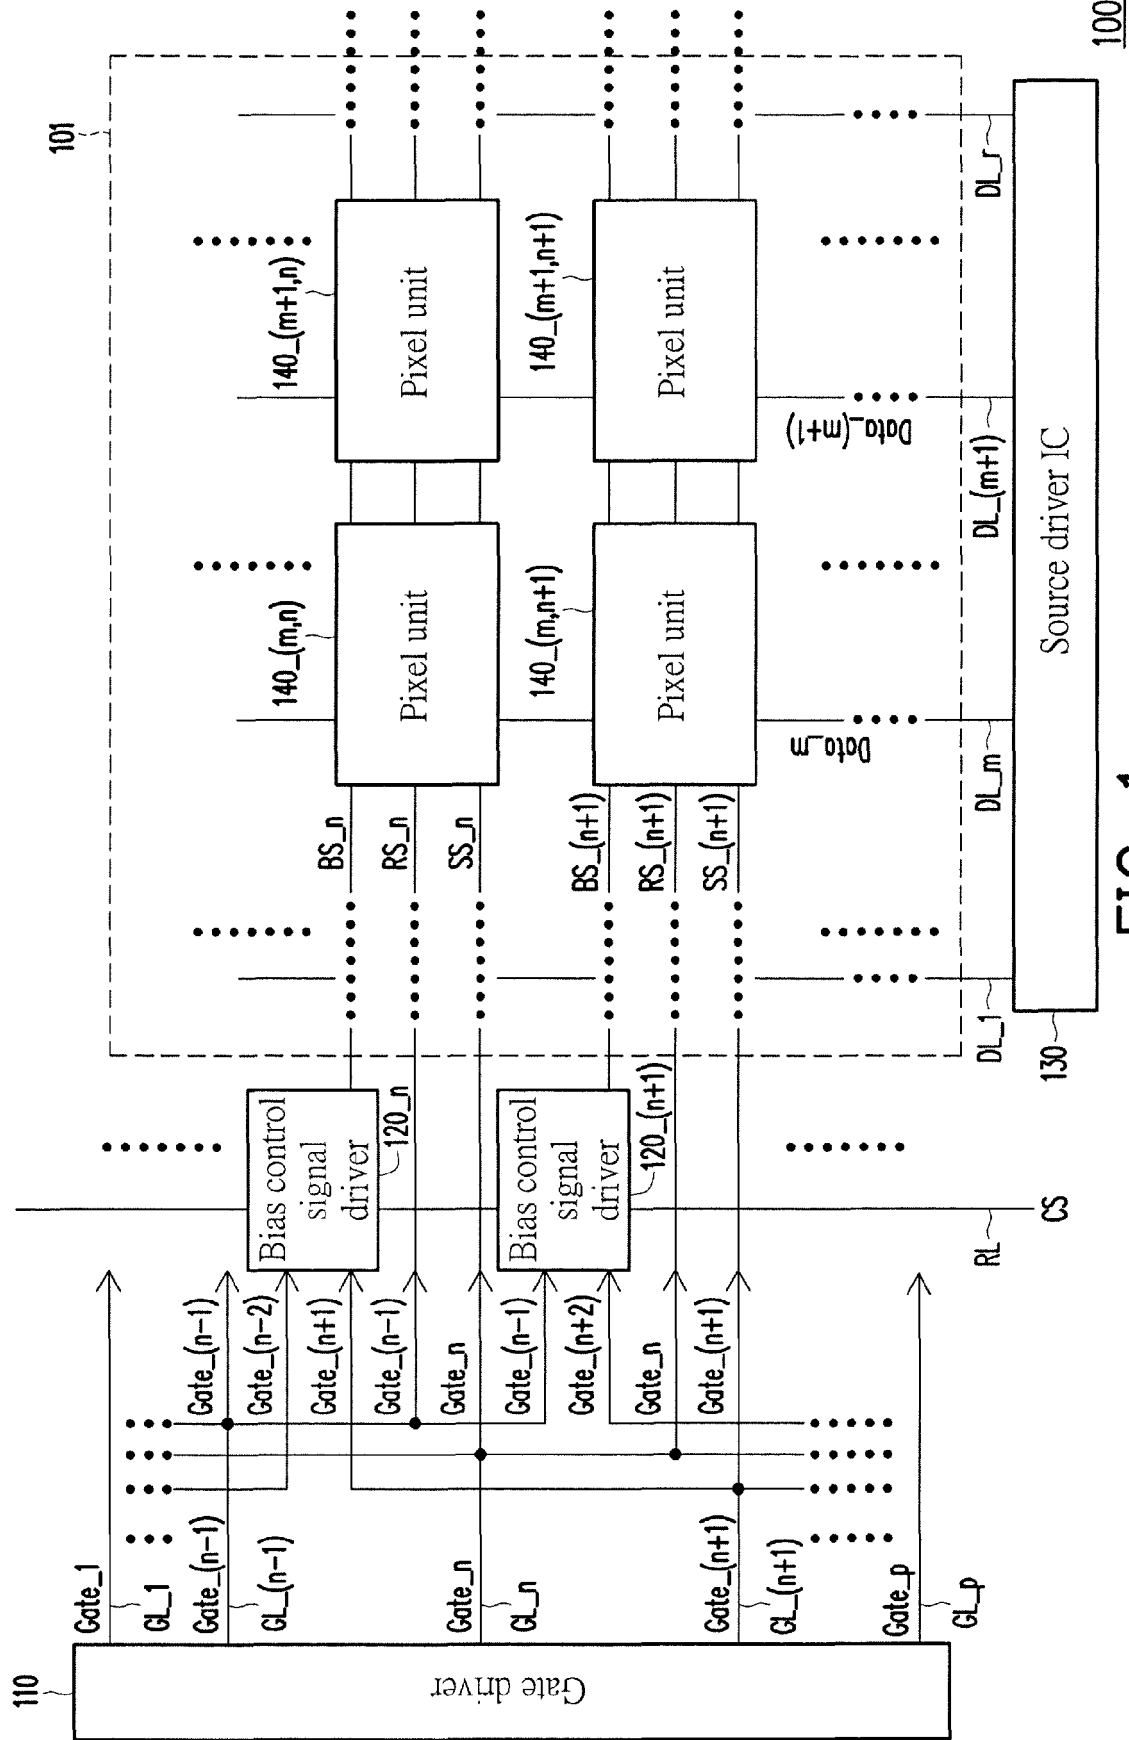 100
101
110
Gate driver
Gate_1
GL_1
Gate_(n-1)
GL_(n-1)
Gate_n
GL_n
Gate_(n+1)
GL_(n+1)
Gate_p
GL_p
Gate_(n-1)
Gate_(n-2)
Gate_(n+1)
Gate_(n-1)
Gate_n
Gate_(n-1)
Gate_(n+2)
Gate_n
Gate_(n+1)
Bias control
signal
driver
120_n
Bias control
signal
driver
120_(n+1)
RL
CS
BS_n
RS_n
SS_n
BS_(n+1)
RS_(n+1)
SS_(n+1)
140_(m,n)
Pixel unit
140_(m+1,n)
Pixel unit
140_(m,n+1)
Pixel unit
140_(m+1,n+1)
Pixel unit
Data_m
Data_(m+1)
DL_1
DL_m
DL_(m+1)
DL_r
130
Source driver IC
FIG. 1